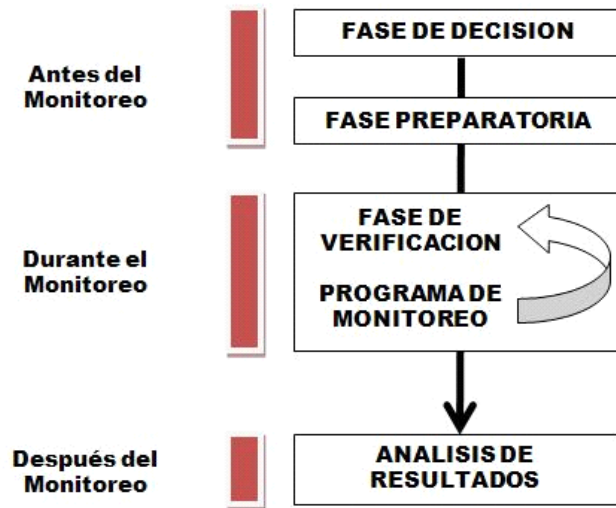 Antes del
Monitoreo
FASE DE DECISION
FASE PREPARATORIA
Durante el
Monitoreo
FASE DE
VERIFICACION
PROGRAMA DE
MONITOREO
Después del
Monitoreo
ANALISIS DE
RESULTADOS